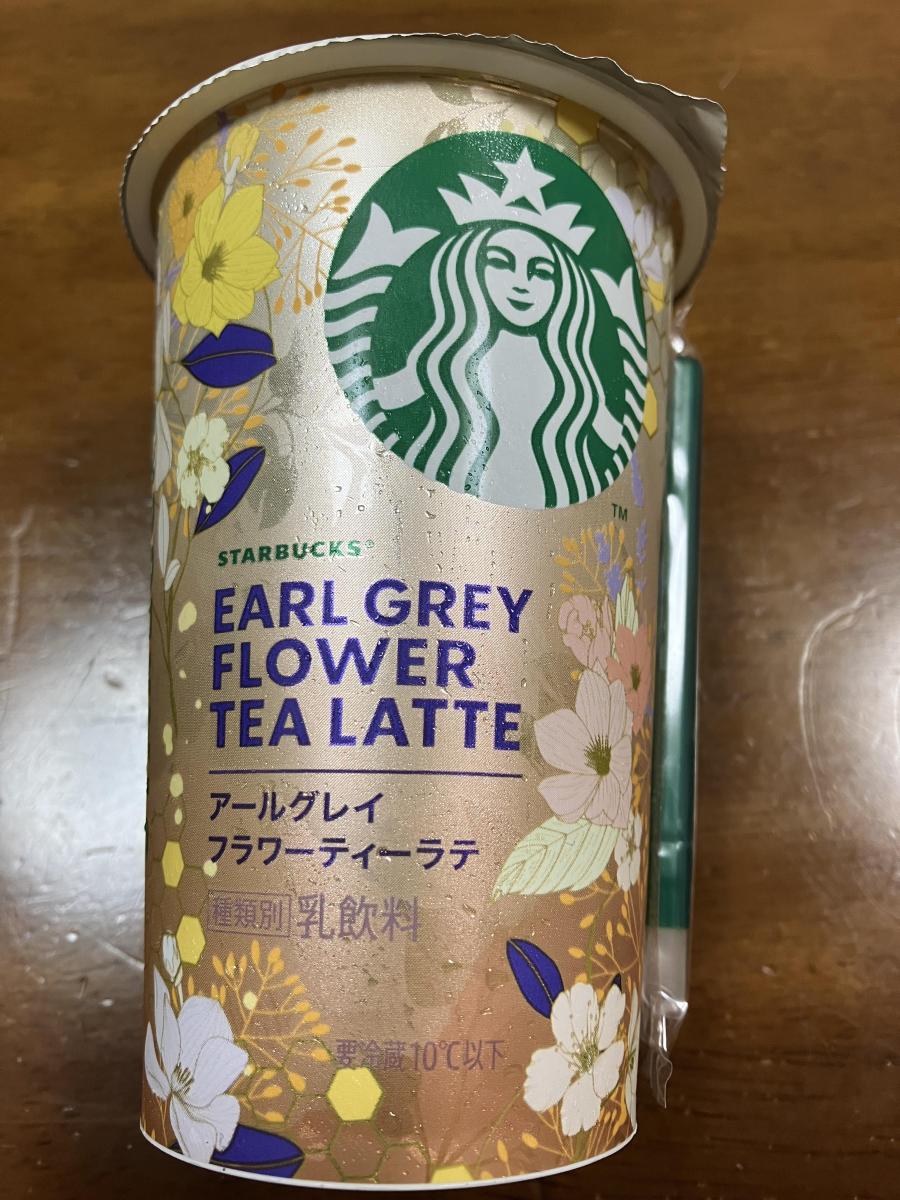 TM
STARBUCKS®
EARL GREY
FLOWER
TEA LATTE
アールグレイ
フラワーティーラテ
種類別 乳飲料
要冷蔵10℃以下